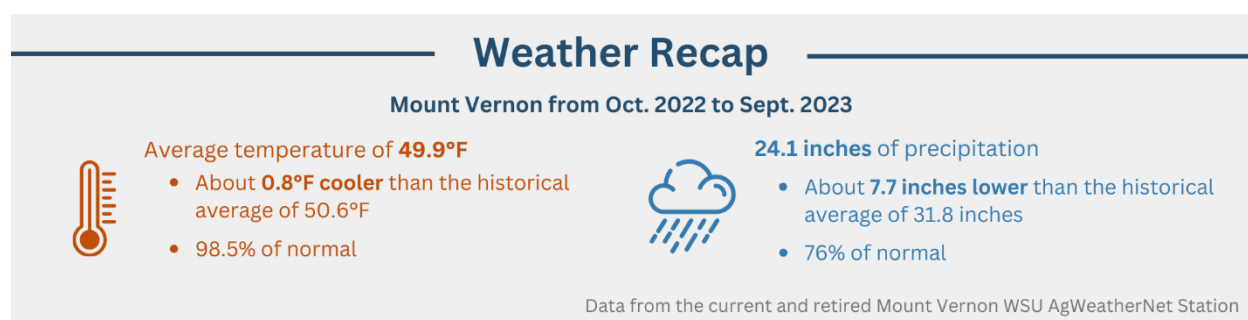 Weather Recap
Mount Vernon from Oct. 2022 to Sept. 2023
Average temperature of 49.9°F
• About 0.8°F cooler than the historical
average of 50.6°F
• 98.5% of normal
24.1 inches of precipitation
• About 7.7 inches lower than the historical
average of 31.8 inches
• 76% of normal
Data from the current and retired Mount Vernon WSU AgWeatherNet Station